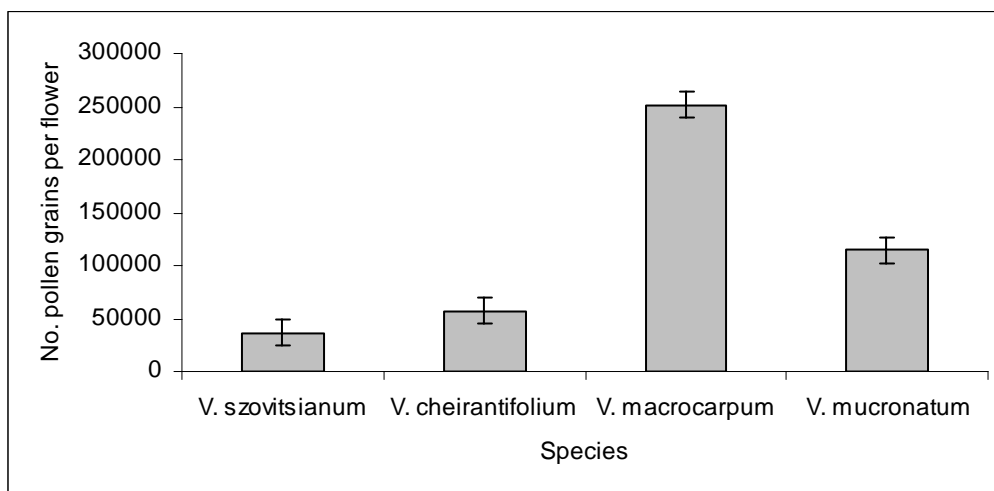 No. pollen grains per flower
300000
250000
200000
150000
100000
50000
0
V. szovitsianum V. cheirantifolium V. macrocarpum V. mucronatum
Species